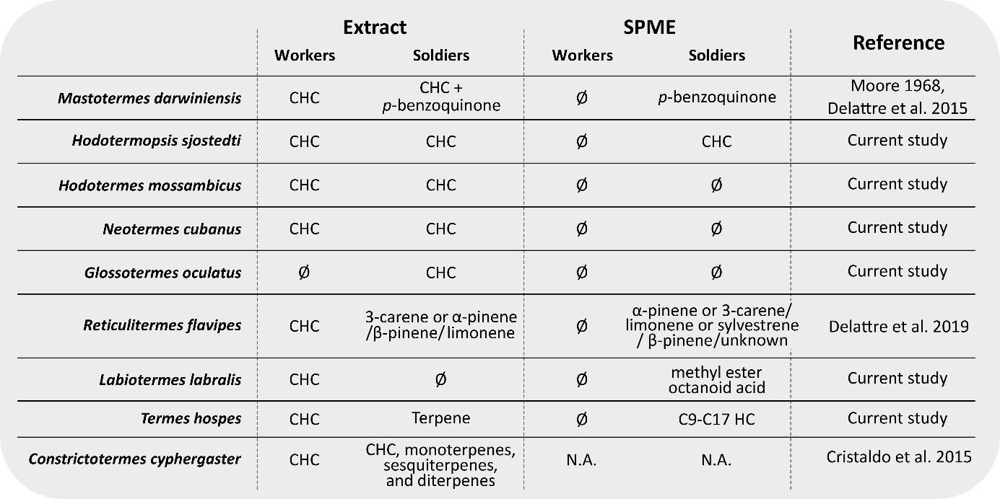 Extract SPME Reference
Workers Soldiers Workers Soldiers
Mastotermes darwiniensis CHC CHC + p-benzoquinone Ø p-benzoquinone Moore 1968, Delattre et al. 2015
Hodotermopsis sjostedti CHC CHC Ø CHC Current study
Hodotermes mossambicus CHC CHC Ø Ø Current study
Neotermes cubanus CHC CHC Ø Ø Current study
Glossotermes oculatus Ø CHC Ø Ø Current study
Reticulitermes flavipes CHC 3-carene or α-pinene /β-pinene/limonene Ø α-pinene or 3-carene/ limonene or sylvestrene / β-pinene/unknown Delattre et al. 2019
Labiotermes labralis CHC Ø Ø methyl ester octanoid acid Current study
Termes hospes CHC Terpene Ø C9-C17 HC Current study
Constrictotermes cyphergaster CHC CHC, monoterpenes, sesquiterpenes, and diterpenes N.A. N.A. Cristaldo et al. 2015